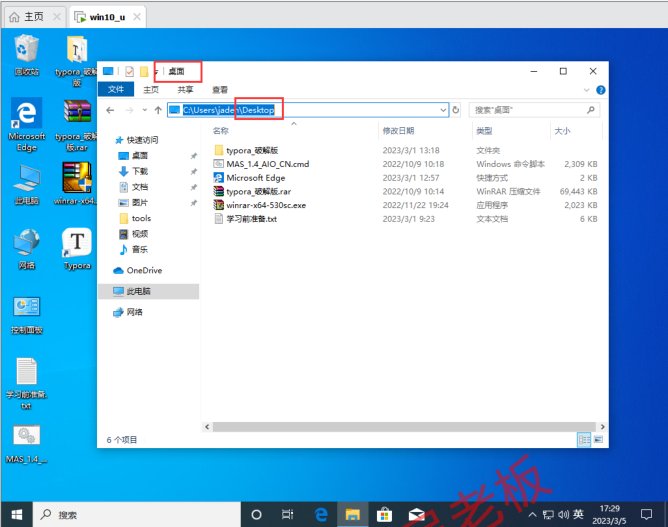 主页
win10_u
回收站
typora_破解版
Microsoft Edge
typora_破解版.rar
此电脑
winrar-x64...
网络
Typora
控制面板
学习前准备.txt
MAS_1.4_...
桌面
文件 主页 共享 查看
C:\Users\jaden\Desktop
搜索"桌面"
名称 修改日期 类型 大小
快速访问
桌面
下载
文档
图片
tools
视频
音乐
OneDrive
此电脑
网络
typora_破解版 2023/3/1 13:18 文件夹
MAS_1.4_AIO_CN.cmd 2022/10/9 10:18 Windows 命令脚本 2,309 KB
Microsoft Edge 2023/3/1 12:57 快捷方式 2 KB
typora_破解版.rar 2022/10/9 10:14 WinRAR 压缩文件 69,443 KB
winrar-x64-530sc.exe 2022/11/22 19:24 应用程序 2,023 KB
学习前准备.txt 2023/3/1 9:23 文本文档 6 KB
6 个项目
老板
搜索
英
17:29
2023/3/5